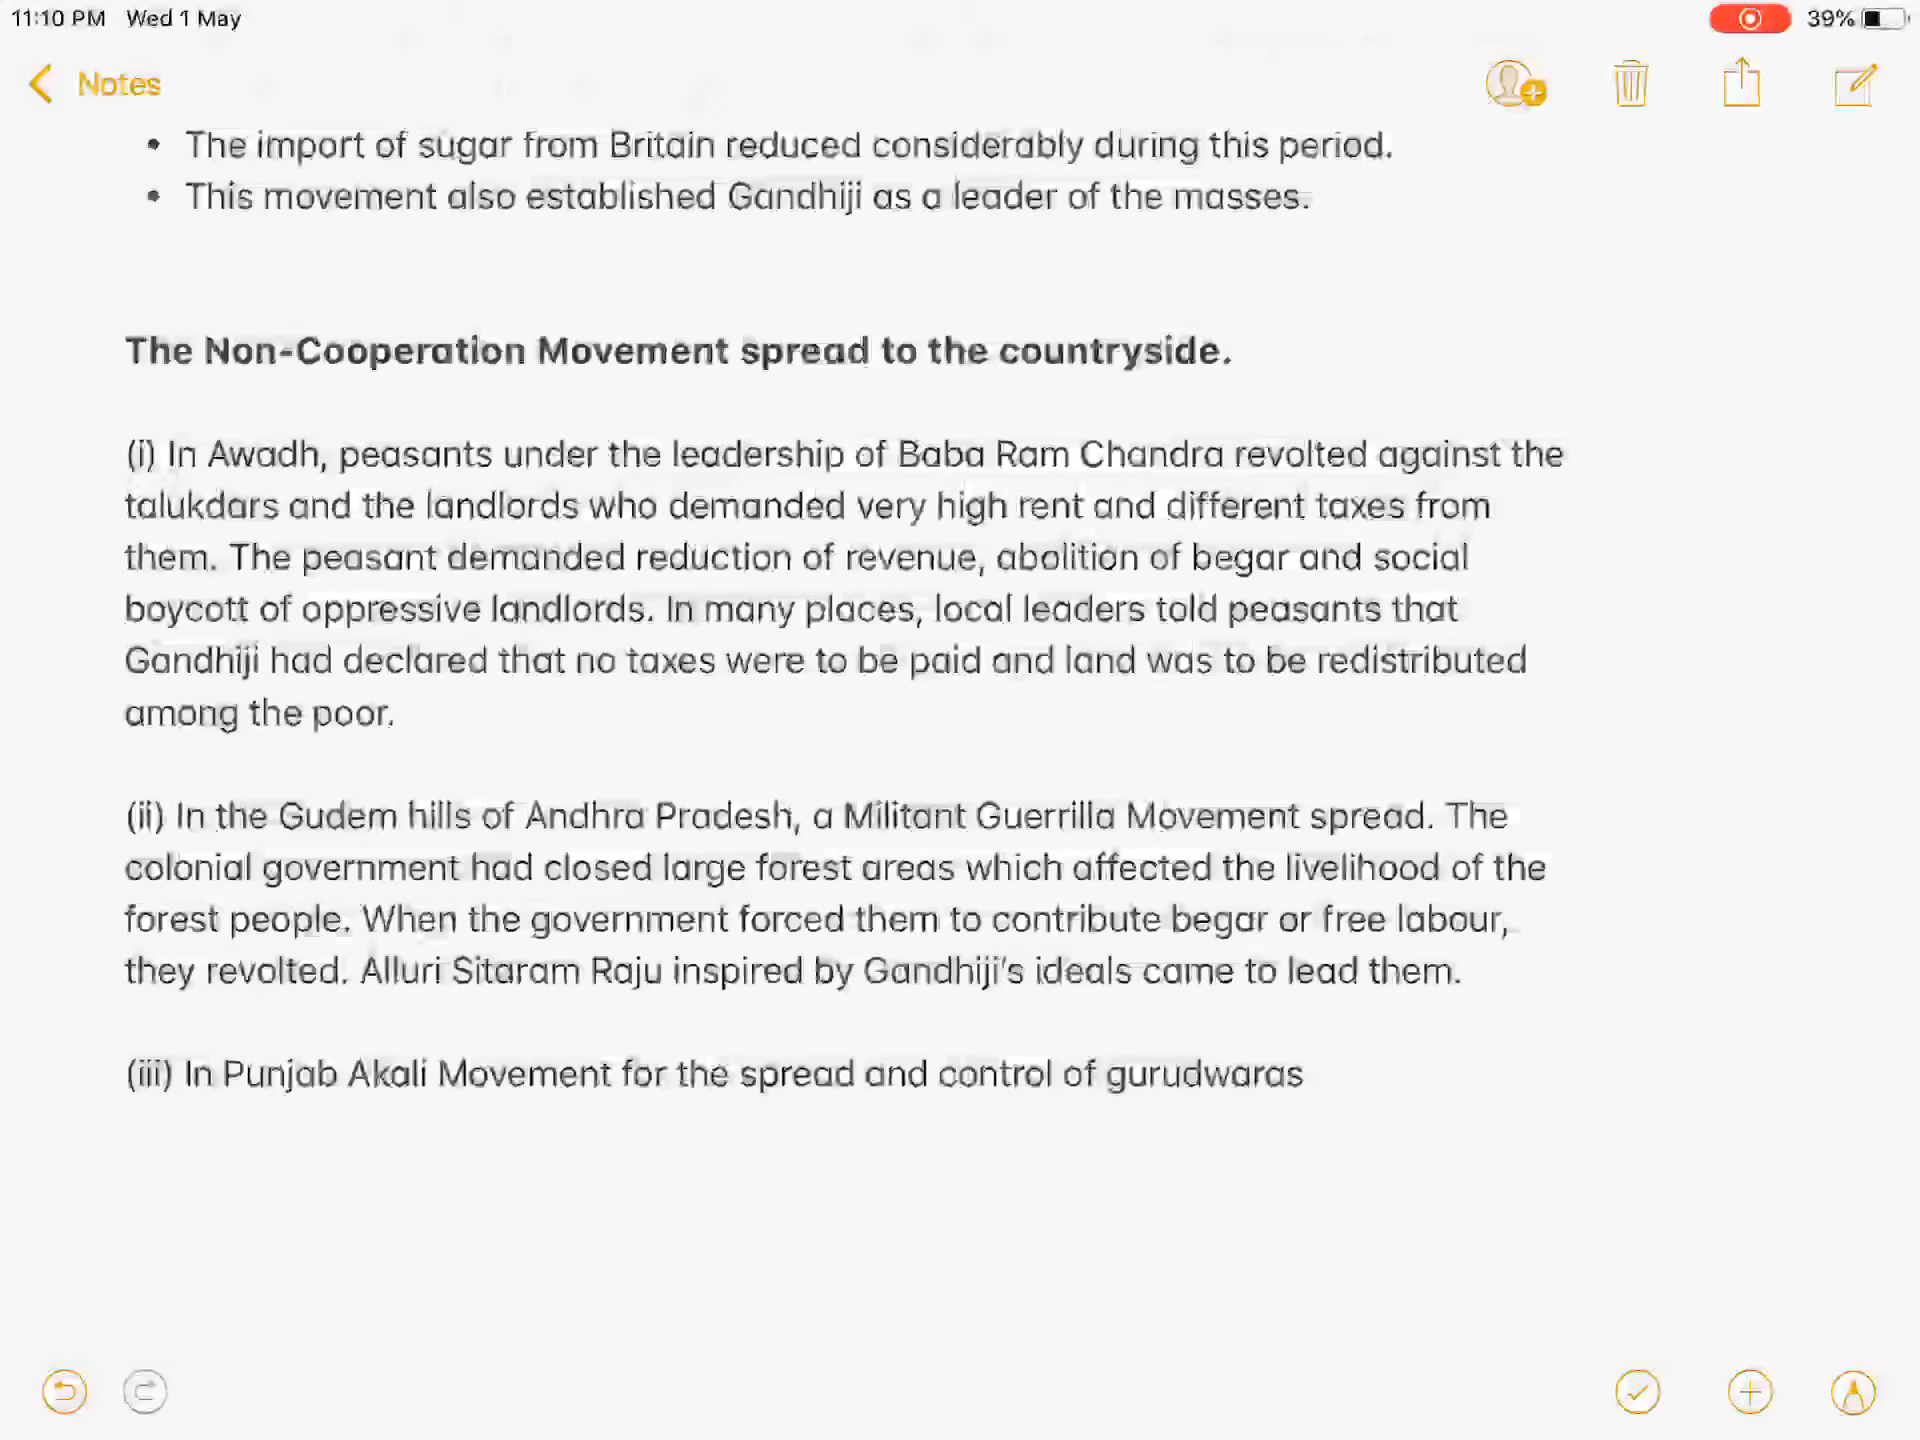 11:10 PM Wed 1 May
39%
Notes
• The import of sugar from Britain reduced considerably during this period.
• This movement also established Gandhiji as a leader of the masses.
The Non-Cooperation Movement spread to the countryside.
(i) In Awadh, peasants under the leadership of Baba Ram Chandra revolted against the
talukdars and the landlords who demanded very high rent and different taxes from
them. The peasant demanded reduction of revenue, abolition of begar and social
boycott of oppressive landlords. In many places, local leaders told peasants that
Gandhiji had declared that no taxes were to be paid and land was to be redistributed
among the poor.
(ii) In the Gudem hills of Andhra Pradesh, a Militant Guerrilla Movement spread. The
colonial government had closed large forest areas which affected the livelihood of the
forest people. When the government forced them to contribute begar or free labour,
they revolted. Alluri Sitaram Raju inspired by Gandhiji's ideals came to lead them.
(iii) In Punjab Akali Movement for the spread and control of gurudwaras